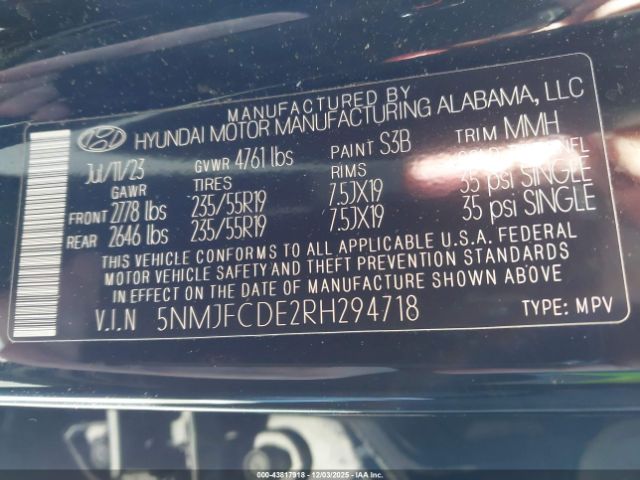 MANUFACTURED BY
HYUNDAI MOTOR MANUFACTURING ALABAMA, LLC
Jul/11/23 GVWR 4761 lbs PAINT S3B TRIM MMH
GAWR TIRES RIMS
FRONT 2778 lbs 235/55R19 7.5JX19 35 psi SINGLE
REAR 2646 lbs 235/55R19 7.5JX19 35 psi SINGLE
THIS VEHICLE CONFORMS TO ALL APPLICABLE U.S.A. FEDERAL
MOTOR VEHICLE SAFETY AND THEFT PREVENTION STANDARDS
IN EFFECT ON THE DATE OF MANUFACTURE SHOWN ABOVE
V.I.N 5NMJFCDE2RH294718 TYPE: MPV
000-43817918 - 12/03/2025 - IAAI.COM